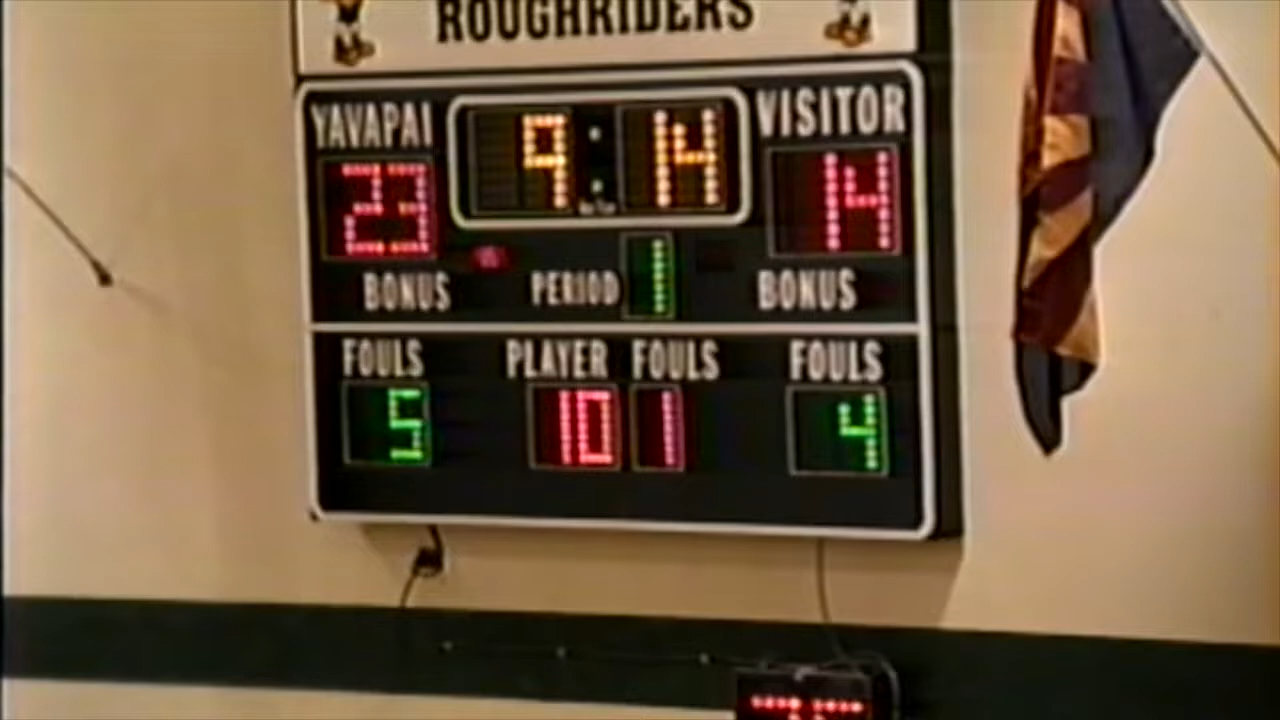 ROUGHRIDERS
YAVAPAI 9:14 VISITOR
23 14
BONUS PERIOD 1 BONUS
FOULS PLAYER FOULS FOULS
5 10 1 4